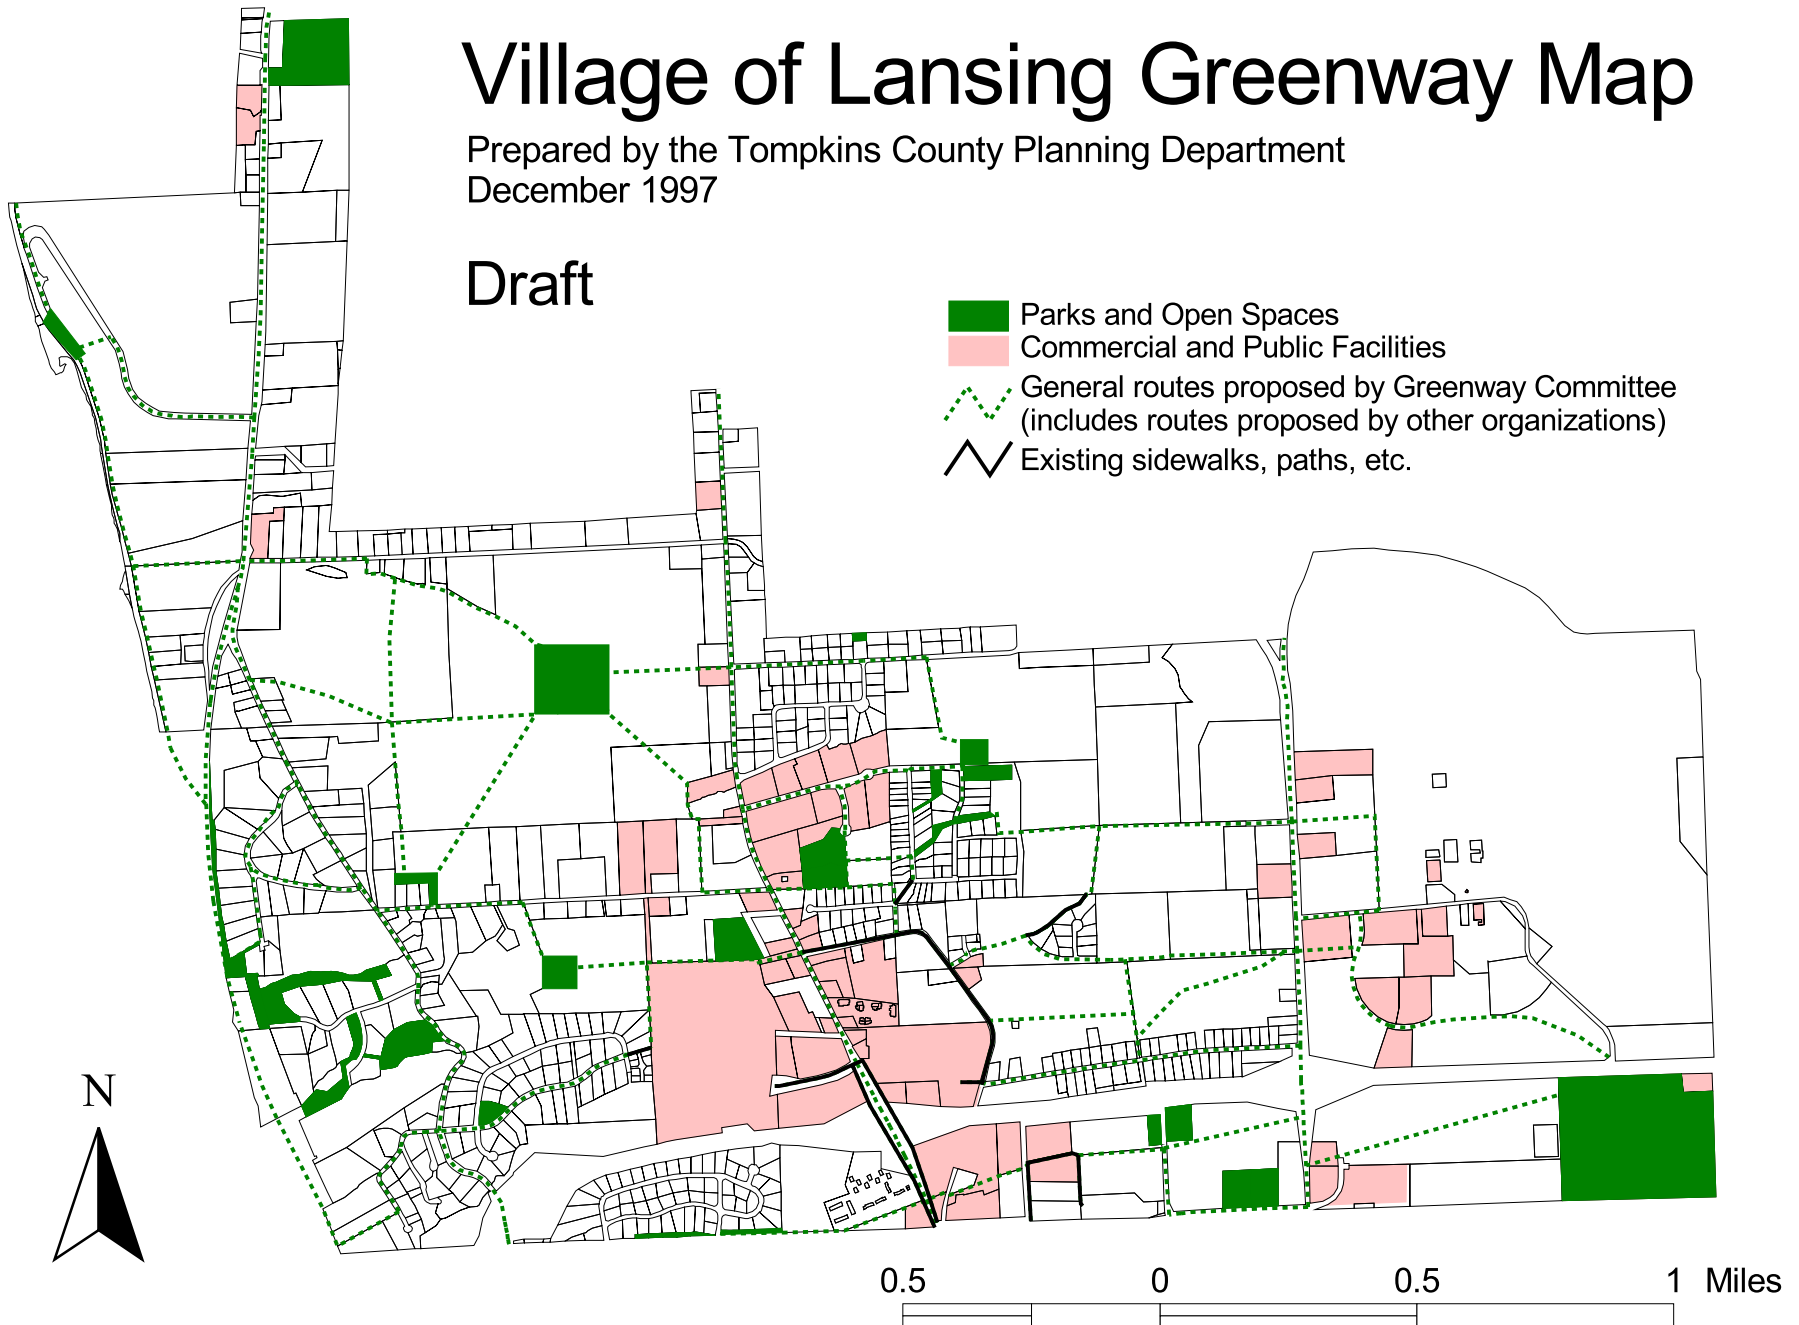 Village of Lansing Greenway Map
Prepared by the Tompkins County Planning Department
December 1997
Draft
Parks and Open Spaces
Commercial and Public Facilities
General routes proposed by Greenway Committee
(includes routes proposed by other organizations)
Existing sidewalks, paths, etc.
N
0.5 0 0.5 1 Miles